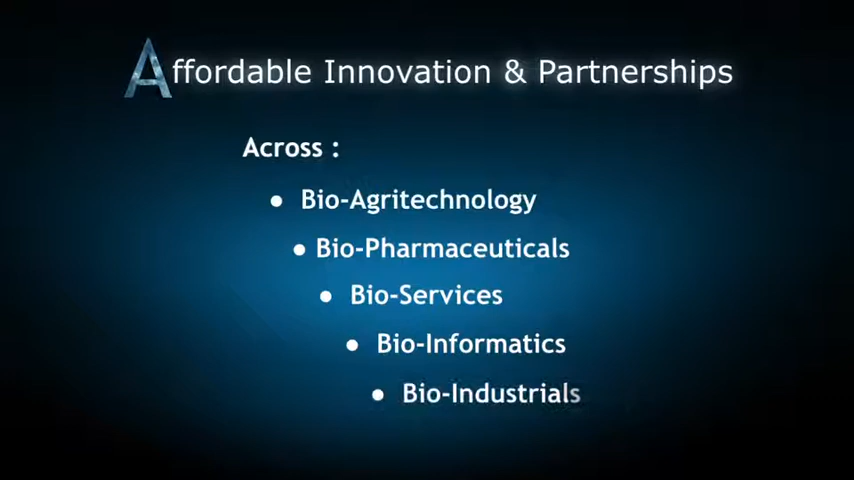 Affordable Innovation & Partnerships
Across :
• Bio-Agritechnology
• Bio-Pharmaceuticals
• Bio-Services
• Bio-Informatics
• Bio-Industrials